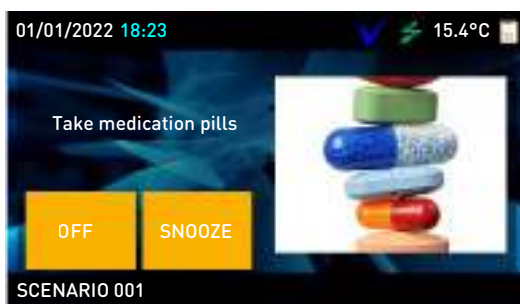 01/01/2022 18:23 15.4°C
Take medication pills
OFF SNOOZE
SCENARIO 001